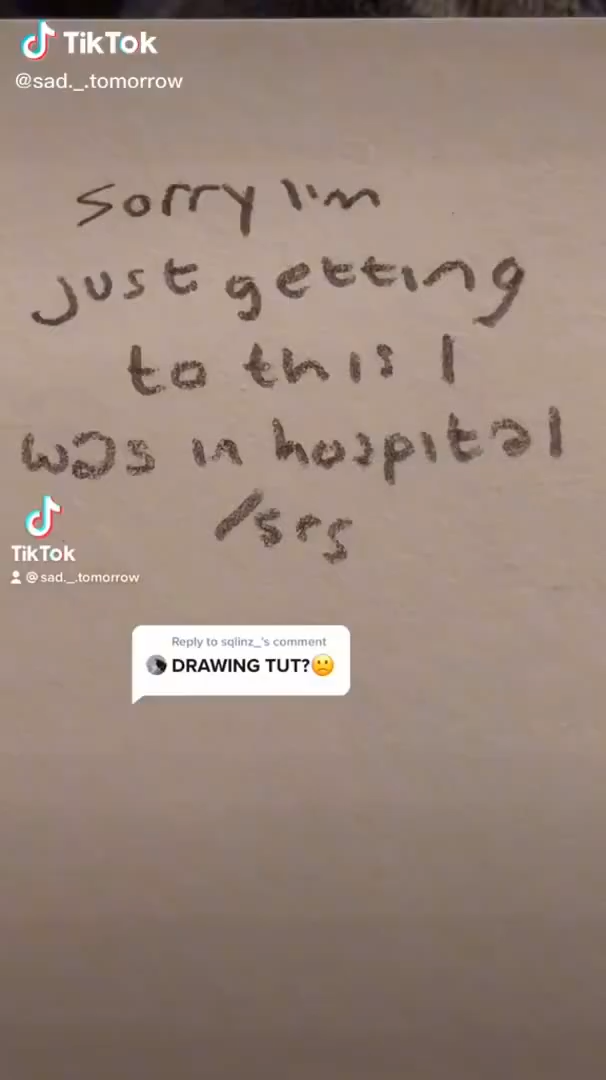 TikTok
@sad._.tomorrow
sorry I'm
just getting
to this I
was in hospital
/srs
TikTok
@sad._.tomorrow
Reply to sqlinz_'s comment
DRAWING TUT?🙁